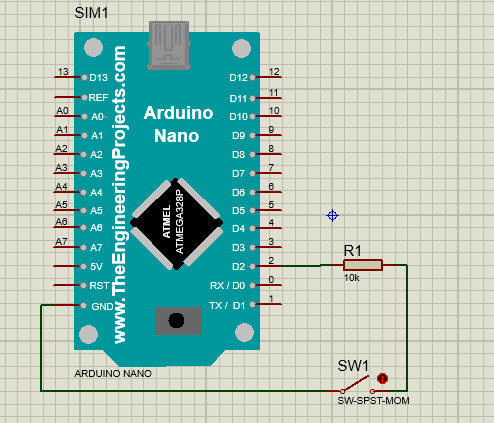 SIM1
www.TheEngineeringProjects.com
Arduino
Nano
ATMEL
ATMEGA328P
13 D13
REF
A0 A0
A1 A1
A2 A2
A3 A3
A4 A4
A5 A5
A6 A6
A7 A7
5V
RST
GND
D12 12
D11 11
D10 10
D9 9
D8 8
D7 7
D6 6
D5 5
D4 4
D3 3
D2 2
RX / D0 0
TX / D1 1
ARDUINO NANO
R1
10k
SW1
SW-SPST-MOM